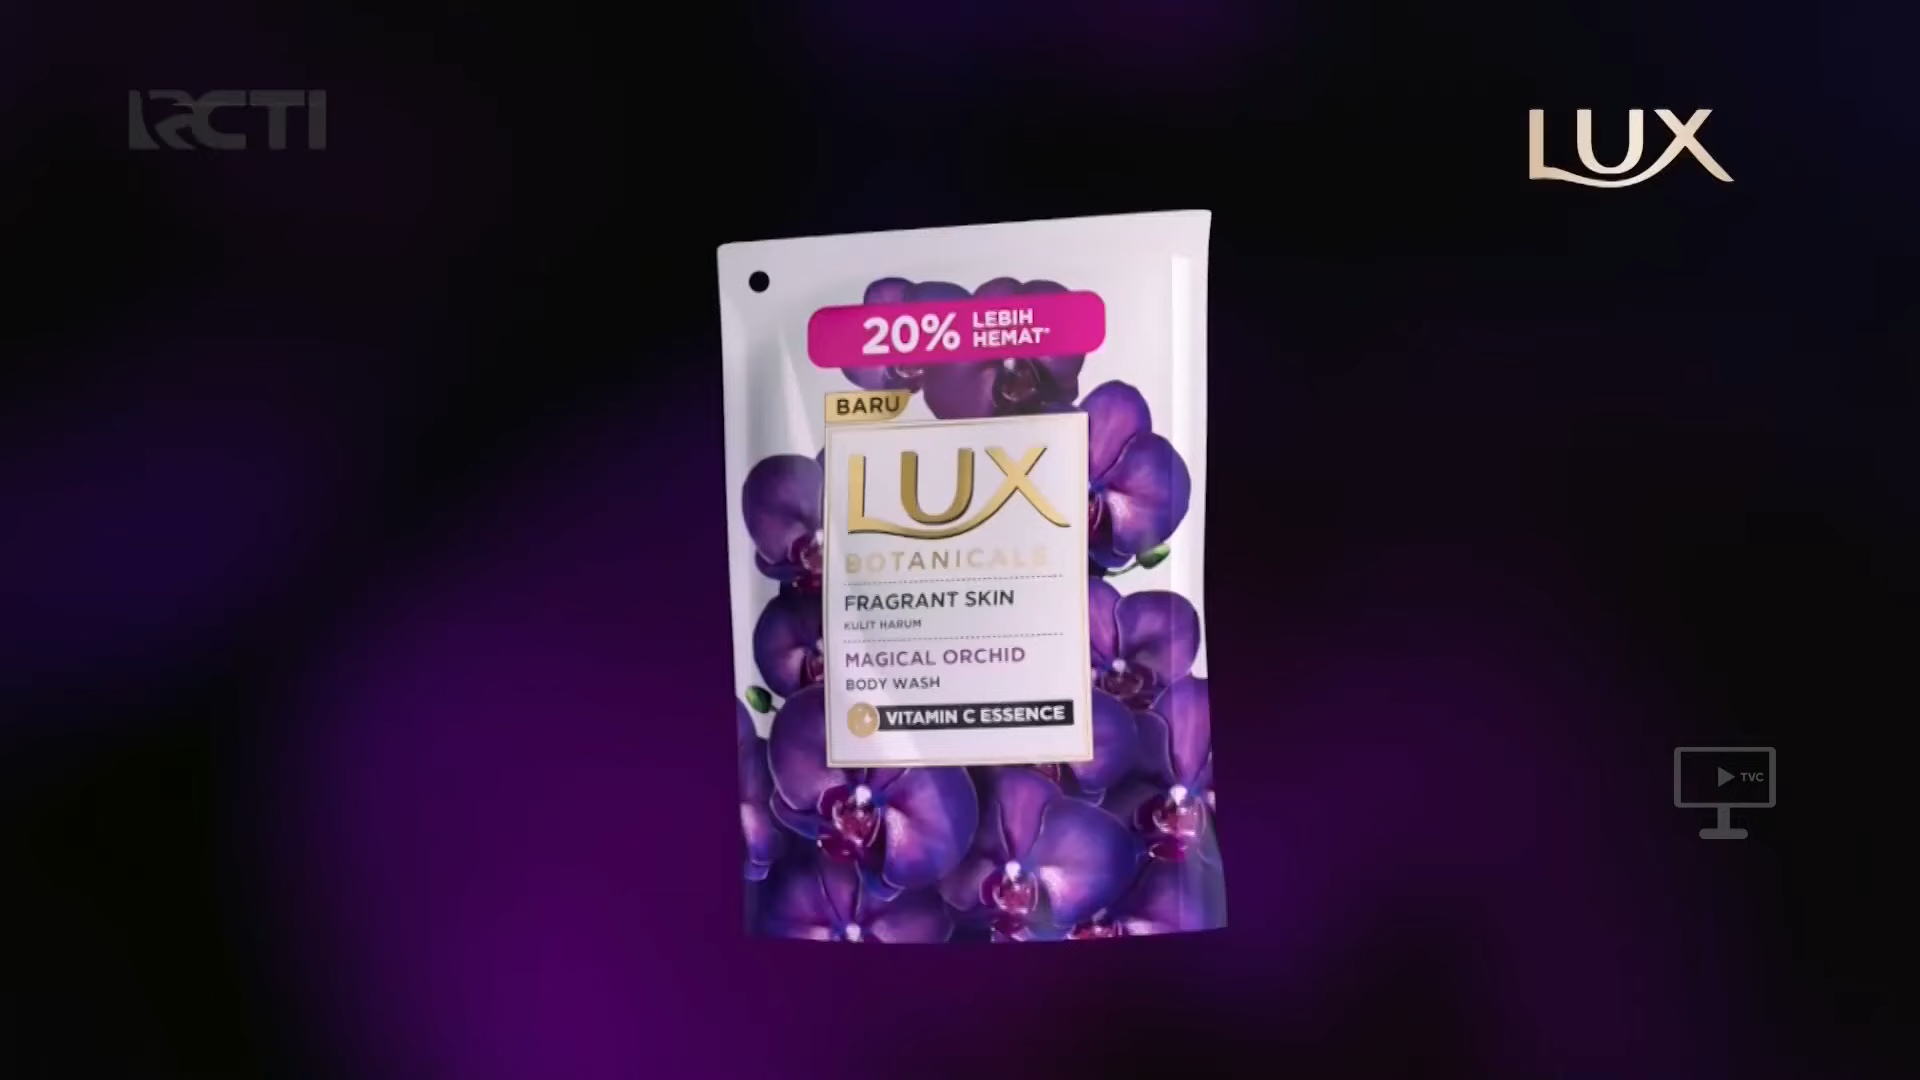 RCTI
LUX
20% LEBIH HEMAT*
BARU
LUX
BOTANICALS
FRAGRANT SKIN
KULIT HARUM
MAGICAL ORCHID
BODY WASH
VITAMIN C ESSENCE
TVC